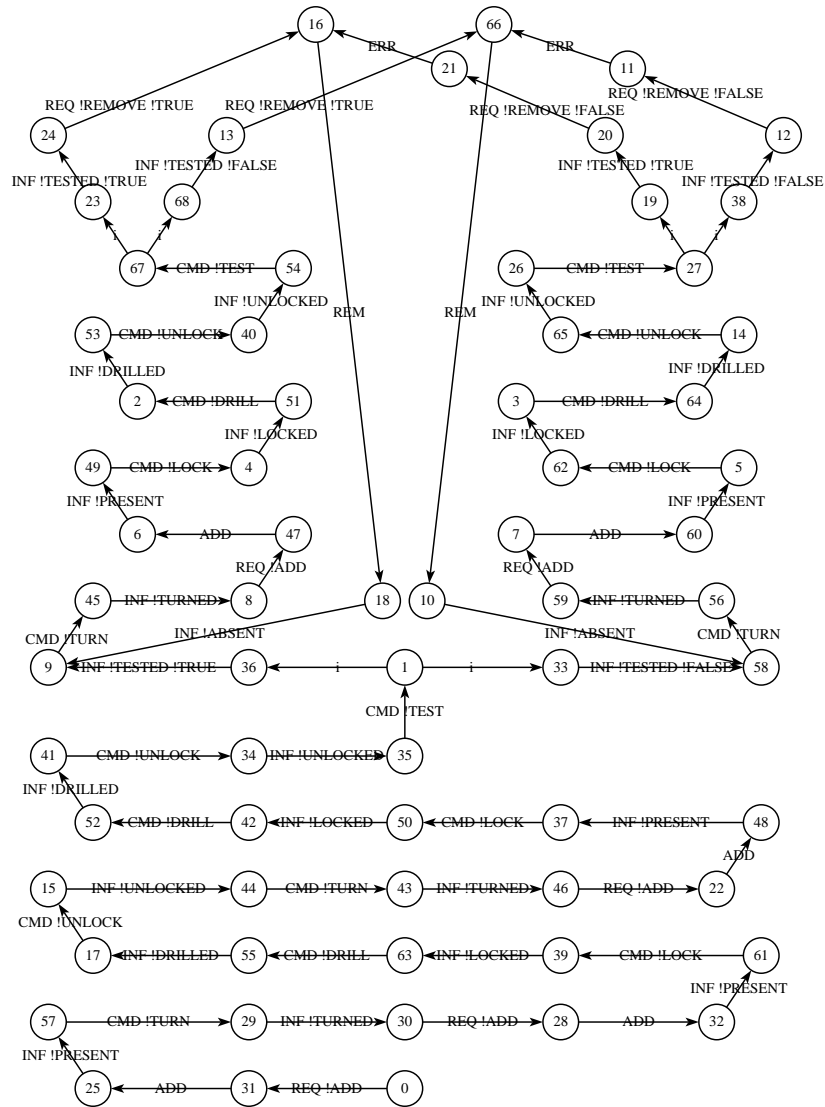 16 66
ERR ERR
21 11
REQ !REMOVE !TRUE REQ !REMOVE !TRUE REQ !REMOVE !FALSE REQ !REMOVE !FALSE
24 13 20 12
INF !TESTED !TRUE INF !TESTED !FALSE INF !TESTED !TRUE INF !TESTED !FALSE
23 68 19 38
i i i i
67 CMD !TEST 54 26 CMD !TEST 27
INF !UNLOCKED INF !UNLOCKED
REM REM
53 CMD !UNLOCK 40 65 CMD !UNLOCK 14
INF !DRILLED INF !DRILLED
2 CMD !DRILL 51 3 CMD !DRILL 64
INF !LOCKED INF !LOCKED
49 CMD !LOCK 4 62 CMD !LOCK 5
INF !PRESENT INF !PRESENT
6 ADD 47 7 ADD 60
REQ !ADD REQ !ADD
45 INF !TURNED 8 18 10 59 INF !TURNED 56
CMD !TURN INF !ABSENT INF !ABSENT CMD !TURN
9 INF !TESTED !TRUE 36 i 1 i 33 INF !TESTED !FALSE 58
CMD !TEST
41 CMD !UNLOCK 34 INF !UNLOCKED 35
INF !DRILLED
52 CMD !DRILL 42 INF !LOCKED 50 CMD !LOCK 37 INF !PRESENT 48
ADD
15 INF !UNLOCKED 44 CMD !TURN 43 INF !TURNED 46 REQ !ADD 22
CMD !UNLOCK
17 INF !DRILLED 55 CMD !DRILL 63 INF !LOCKED 39 CMD !LOCK 61
INF !PRESENT
57 CMD !TURN 29 INF !TURNED 30 REQ !ADD 28 ADD 32
INF !PRESENT
25 ADD 31 REQ !ADD 0